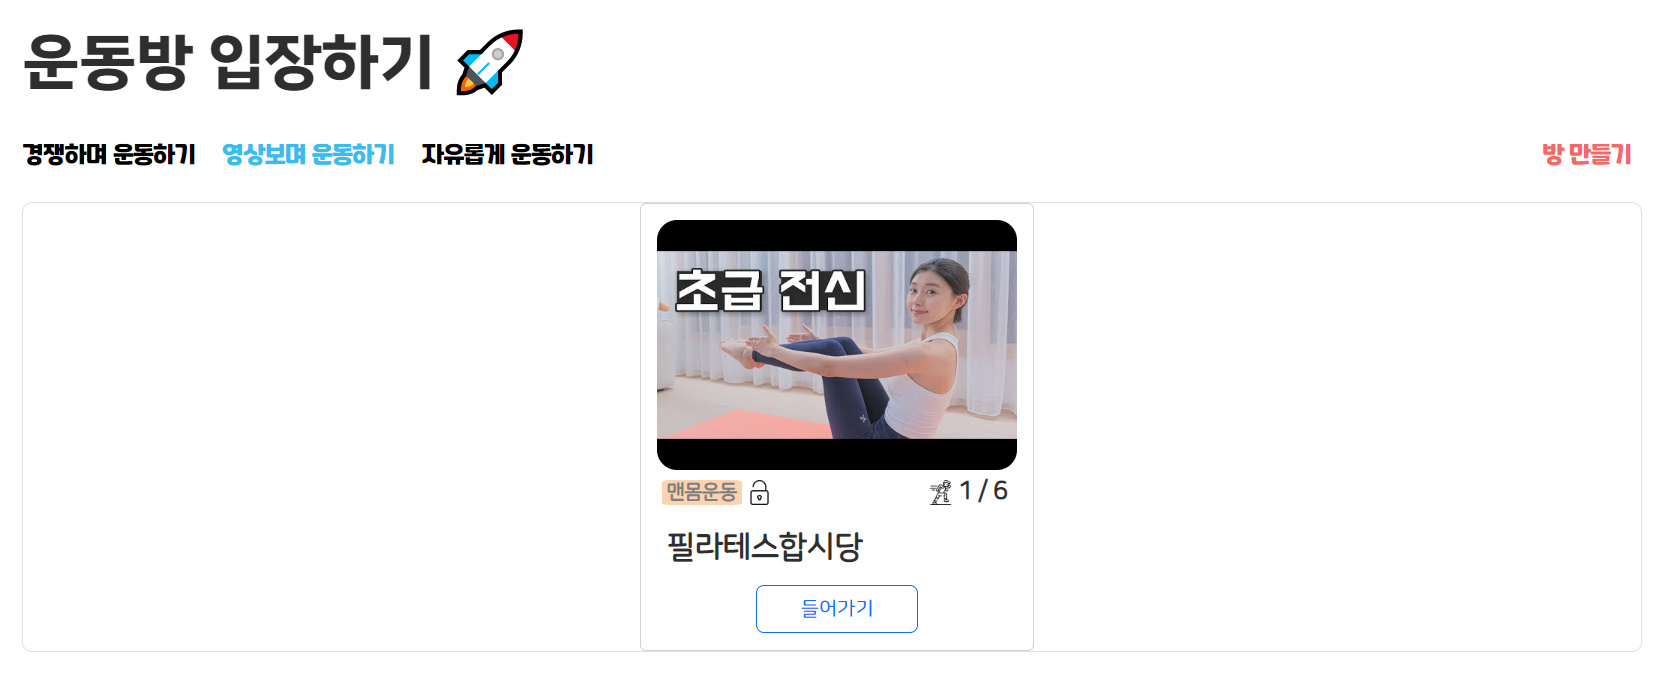 운동방 입장하기
경쟁하며 운동하기 영상보며 운동하기 자유롭게 운동하기 방 만들기
초급 전신
맨몸운동 1 / 6
필라테스합시당
들어가기